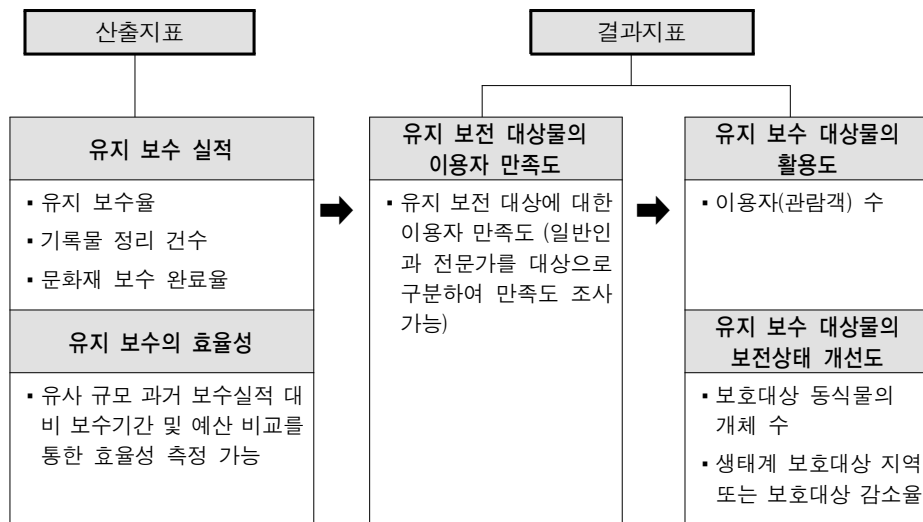 산출지표
결과지표
유지 보수 실적
▪ 유지 보수율
▪ 기록물 정리 건수
▪ 문화재 보수 완료율
유지 보수의 효율성
▪ 유사 규모 과거 보수실적 대
비 보수기간 및 예산 비교를
통한 효율성 측정 가능
유지 보전 대상물의
이용자 만족도
▪ 유지 보전 대상에 대한
이용자 만족도 (일반인
과 전문가를 대상으로
구분하여 만족도 조사
가능)
유지 보수 대상물의
활용도
▪ 이용자(관람객) 수
유지 보수 대상물의
보전상태 개선도
▪ 보호대상 동식물의
개체 수
▪ 생태계 보호대상 지역
또는 보호대상 감소율